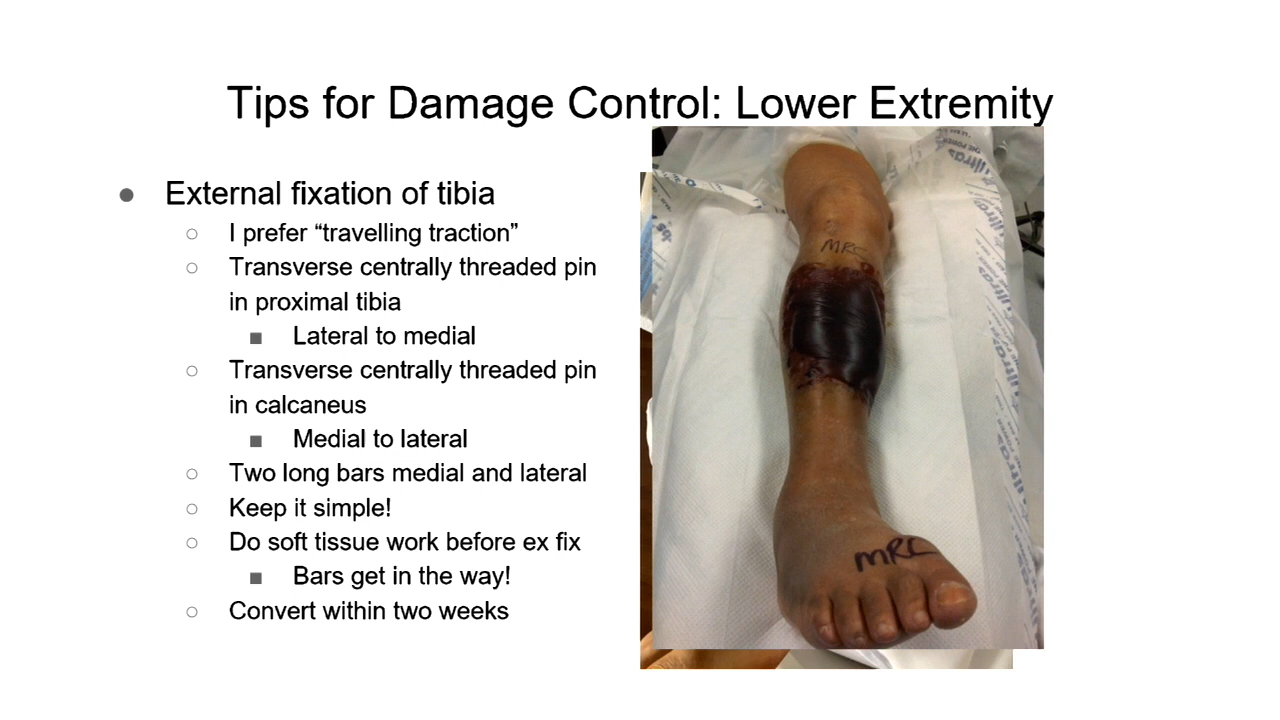 Tips for Damage Control: Lower Extremity
● External fixation of tibia
○ I prefer “travelling traction”
○ Transverse centrally threaded pin
in proximal tibia
■ Lateral to medial
○ Transverse centrally threaded pin
in calcaneus
■ Medial to lateral
○ Two long bars medial and lateral
○ Keep it simple!
○ Do soft tissue work before ex fix
■ Bars get in the way!
○ Convert within two weeks
MRC
MRC